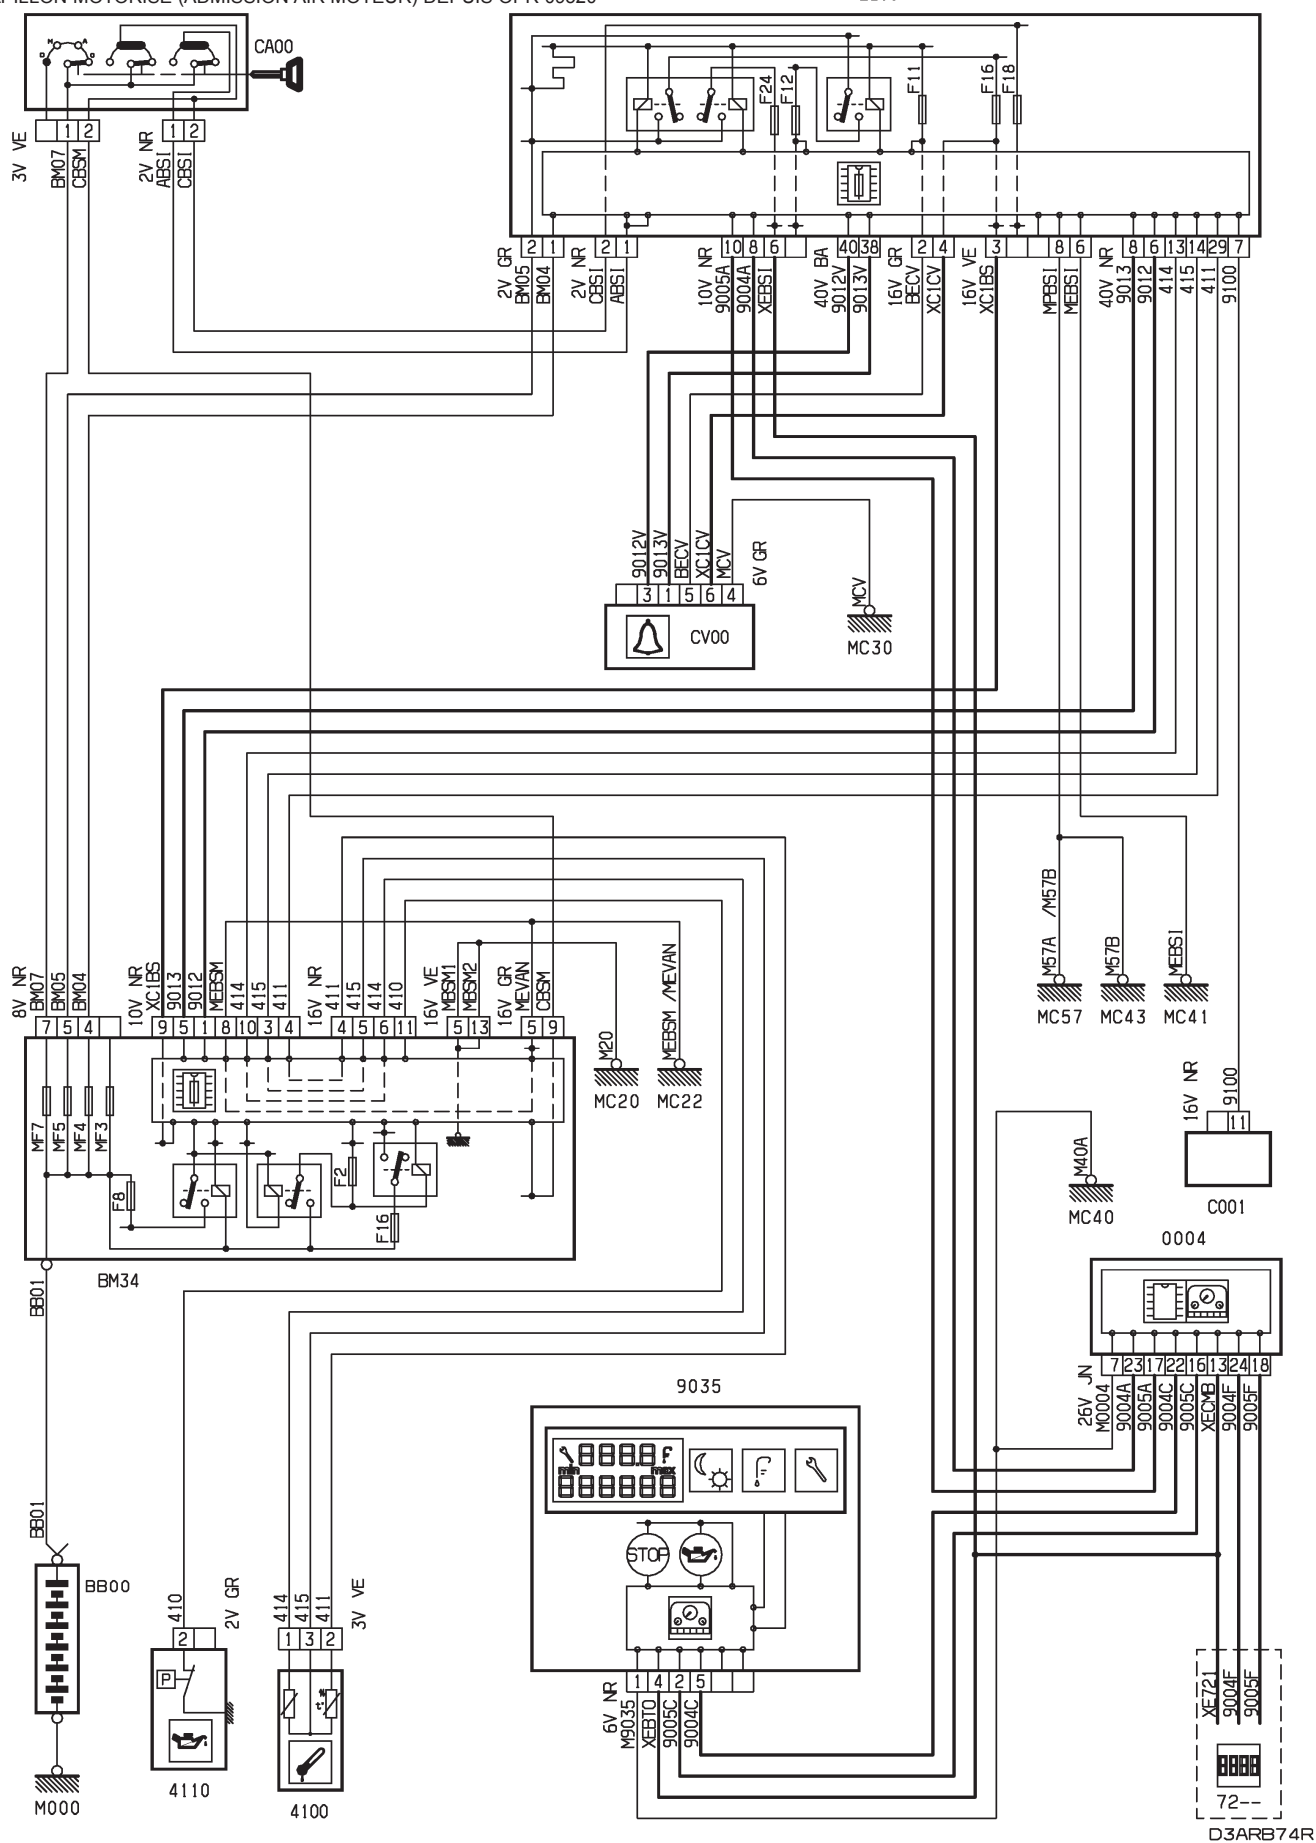 CA00
3V VE
1 2
BM07
CBSM
2V NR
1 2
ABSI
CBSI
F24
F12
F11
F16
F18
2 1
2V GR
BM05
BM04
2 1
2V NR
CBSI
ABSI
10 8 6
10V NR
9005A
9004A
XEBSI
40 38
40V BA
9012V
9013V
2 4
16V GR
BECV
XC1CV
3
16V VE
XC1BS
8 6
MPBSI
MEBSI
8 6 13 14 29 7
40V NR
9013
9012
414
415
411
9100
9012V
9013V
BECV
XC1CV
MCV
6V GR
3 1 5 6 4
CV00
MCV
MC30
M57A /M57B
M57B
MEBSI
MC57
MC43
MC41
8V NR
BM07
BM05
BM04
7 5 4
10V NR
XC1BS
9013
9012
MEBSM
414
415
411
9 5 1 8 10 3 4
16V NR
411
415
414
410
4 5 6 11
16V VE
MBSM1
MBSM2
5 13
16V GR
MEVAN
CBSM
5 9
M20
MEBSM /MEVAN
MC20
MC22
MF7
MF5
MF4
MF3
F8
F2
F16
BM34
16V NR
9100
11
C001
M40A
MC40
0004
7 23 17 22 16 13 24 18
26V JN
M0004
9004A
9005A
9004C
9005C
XECMB
9004F
9005F
BB01
BB01
BB00
M000
410
2V GR
2
P
4110
414
415
411
3V VE
1 3 2
t°
4100
9035
min
max
STOP
1 4 2 5
6V NR
M9035
XEBTO
9005C
9004C
XE721
9004F
9005F
72--
D3ARB74R